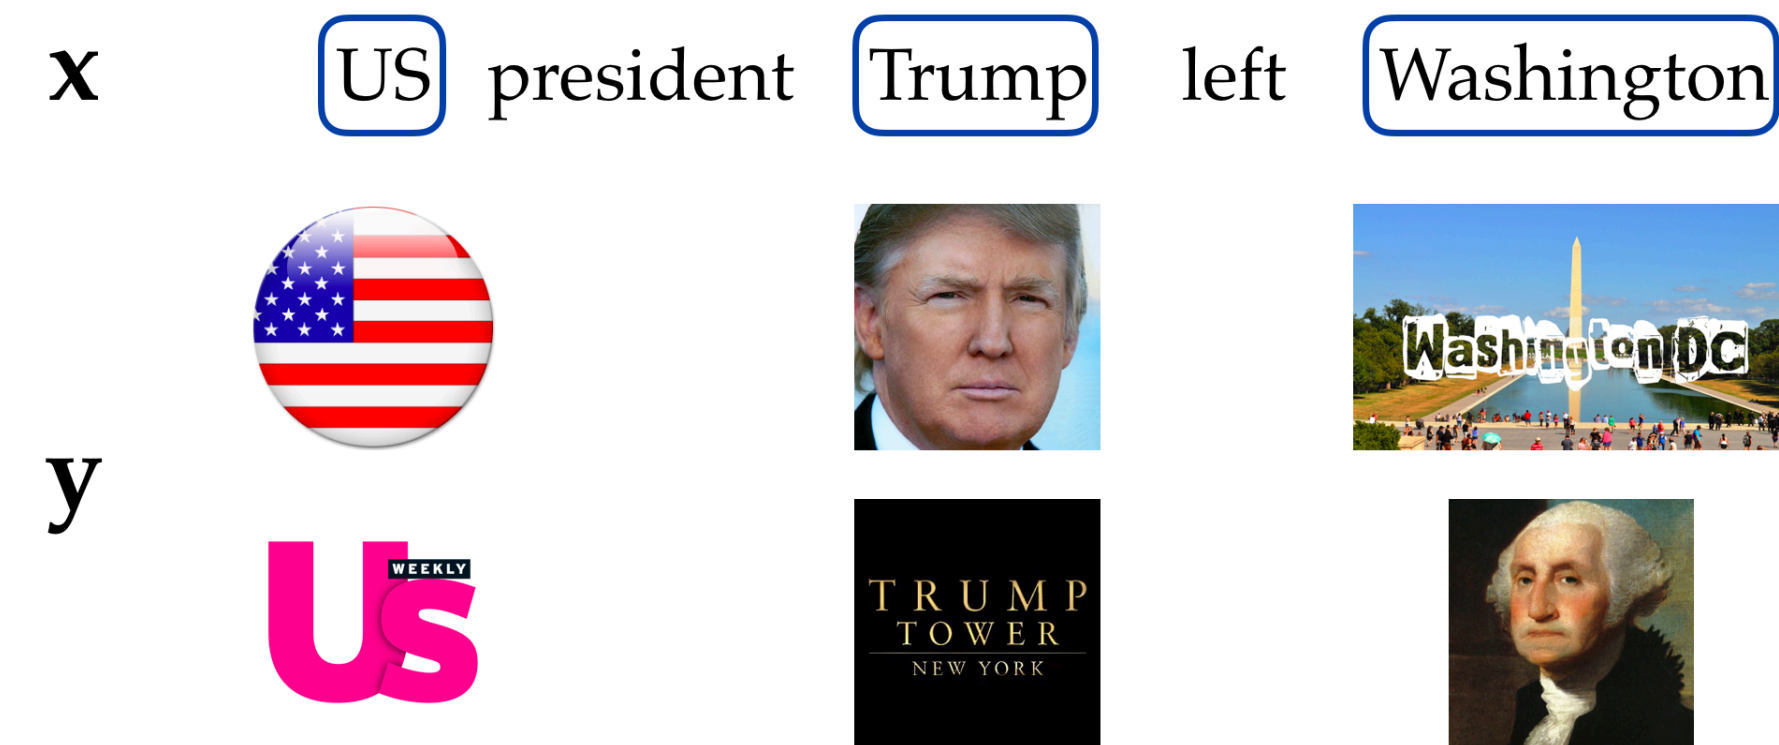 x US president Trump left Washington
Washington DC
y
Us WEEKLY
TRUMP
TOWER
NEW YORK